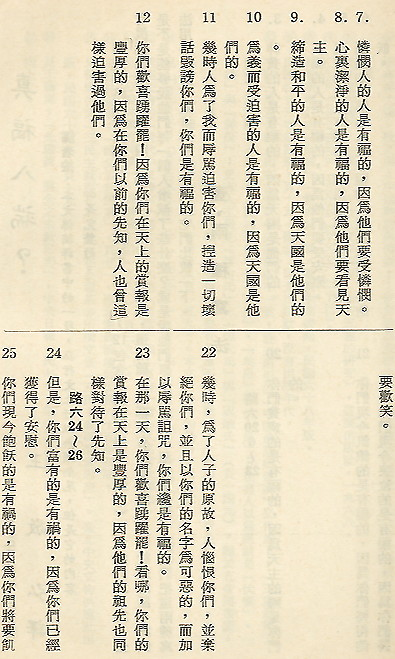 7. 憐憫人的人是有福的，因爲他們要受憐憫。
8. 心裏潔淨的人是有福的，因爲他們要看見天
主。
9. 締造和平的人是有福的，因爲天國是他們的
。
10 爲義而受迫害的人是有福的，因爲天國是他
們的。
11 幾時人爲了我而辱罵迫害你們，捏造一切壞
話毀謗你們，你們是有福的。
12 你們歡喜踴躍罷！因爲你們在天上的賞報是
豐厚的，因爲在你們以前的先知，人也曾這
樣迫害過他們。
要歡笑。
22 幾時，爲了人子的原故，人惱恨你們，並棄
絕你們，並且以你們的名字爲可惡的，而加
以辱罵詛咒，你們纔是有福的。
23 在那一天，你們歡喜踴躍罷！看哪，你們的
賞報在天上是豐厚的，因爲他們的祖先也同
樣對待了先知。
路六24～26
24 但是，你們富有的是有禍的，因爲你們已經
獲得了安慰。
25 你們現今飽飫的是有禍的，因爲你們將要飢